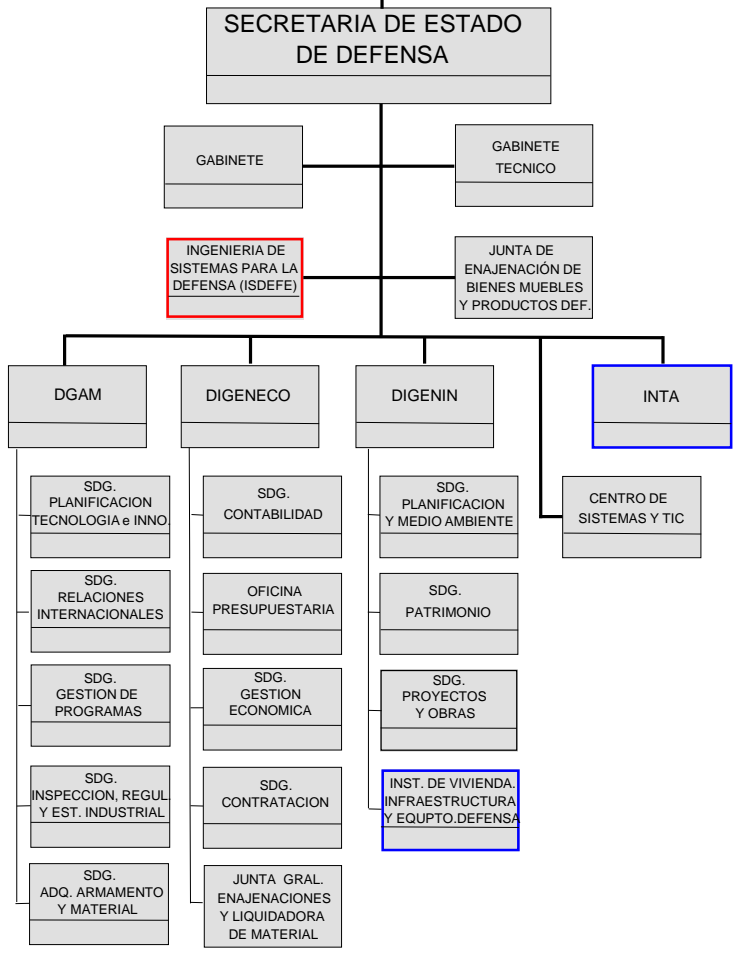 SECRETARIA DE ESTADO
DE DEFENSA
GABINETE
GABINETE
TECNICO
INGENIERIA DE
SISTEMAS PARA LA
DEFENSA (ISDEFE)
JUNTA DE
ENAJENACIÓN DE
BIENES MUEBLES
Y PRODUCTOS DEF.
DGAM
DIGENECO
DIGENIN
INTA
SDG.
PLANIFICACION
TECNOLOGIA e INNO.
SDG.
RELACIONES
INTERNACIONALES
SDG.
GESTION DE
PROGRAMAS
SDG.
INSPECCION, REGUL.
Y EST. INDUSTRIAL
SDG.
ADQ. ARMAMENTO
Y MATERIAL
SDG.
CONTABILIDAD
OFICINA
PRESUPUESTARIA
SDG.
GESTION
ECONOMICA
SDG.
CONTRATACION
JUNTA GRAL.
ENAJENACIONES
Y LIQUIDADORA
DE MATERIAL
SDG.
PLANIFICACION
Y MEDIO AMBIENTE
SDG.
PATRIMONIO
SDG.
PROYECTOS
Y OBRAS
INST. DE VIVIENDA.
INFRAESTRUCTURA
Y EQUPTO.DEFENSA
CENTRO DE
SISTEMAS Y TIC